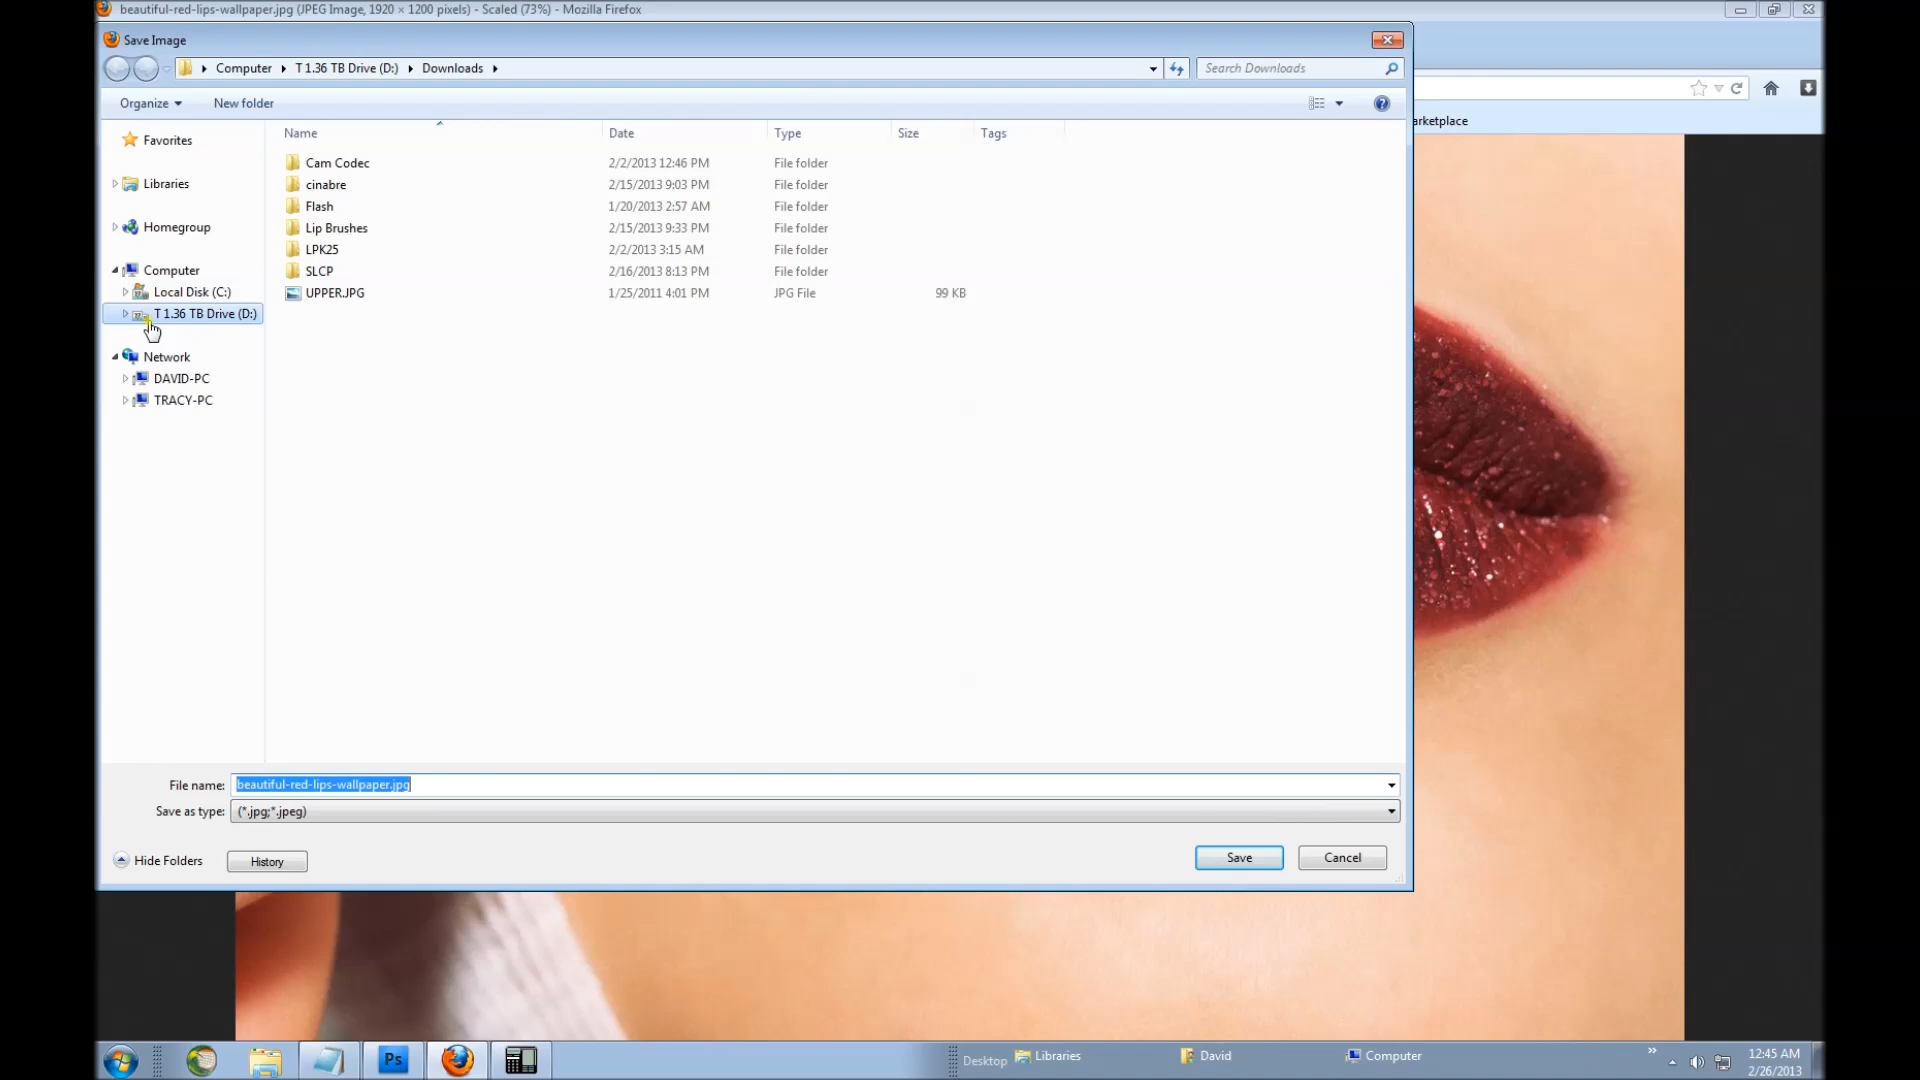 beautiful-red-lips-wallpaper.jpg (JPEG Image, 1920 × 1200 pixels) - Scaled (73%) - Mozilla Firefox
Save Image
Computer T 1.36 TB Drive (D:) Downloads
Search Downloads
Organize New folder
arketplace
Favorites
Libraries
Homegroup
Computer
Local Disk (C:)
T 1.36 TB Drive (D:)
Network
DAVID-PC
TRACY-PC
Name Date Type Size Tags
Cam Codec 2/2/2013 12:46 PM File folder
cinabre 2/15/2013 9:03 PM File folder
Flash 1/20/2013 2:57 AM File folder
Lip Brushes 2/15/2013 9:33 PM File folder
LPK25 2/2/2013 3:15 AM File folder
SLCP 2/16/2013 8:13 PM File folder
UPPER.JPG 1/25/2011 4:01 PM JPG File 99 KB
File name: beautiful-red-lips-wallpaper.jpg
Save as type: (*.jpg;*.jpeg)
Hide Folders History Save Cancel
Ps
Desktop Libraries David Computer
12:45 AM
2/26/2013